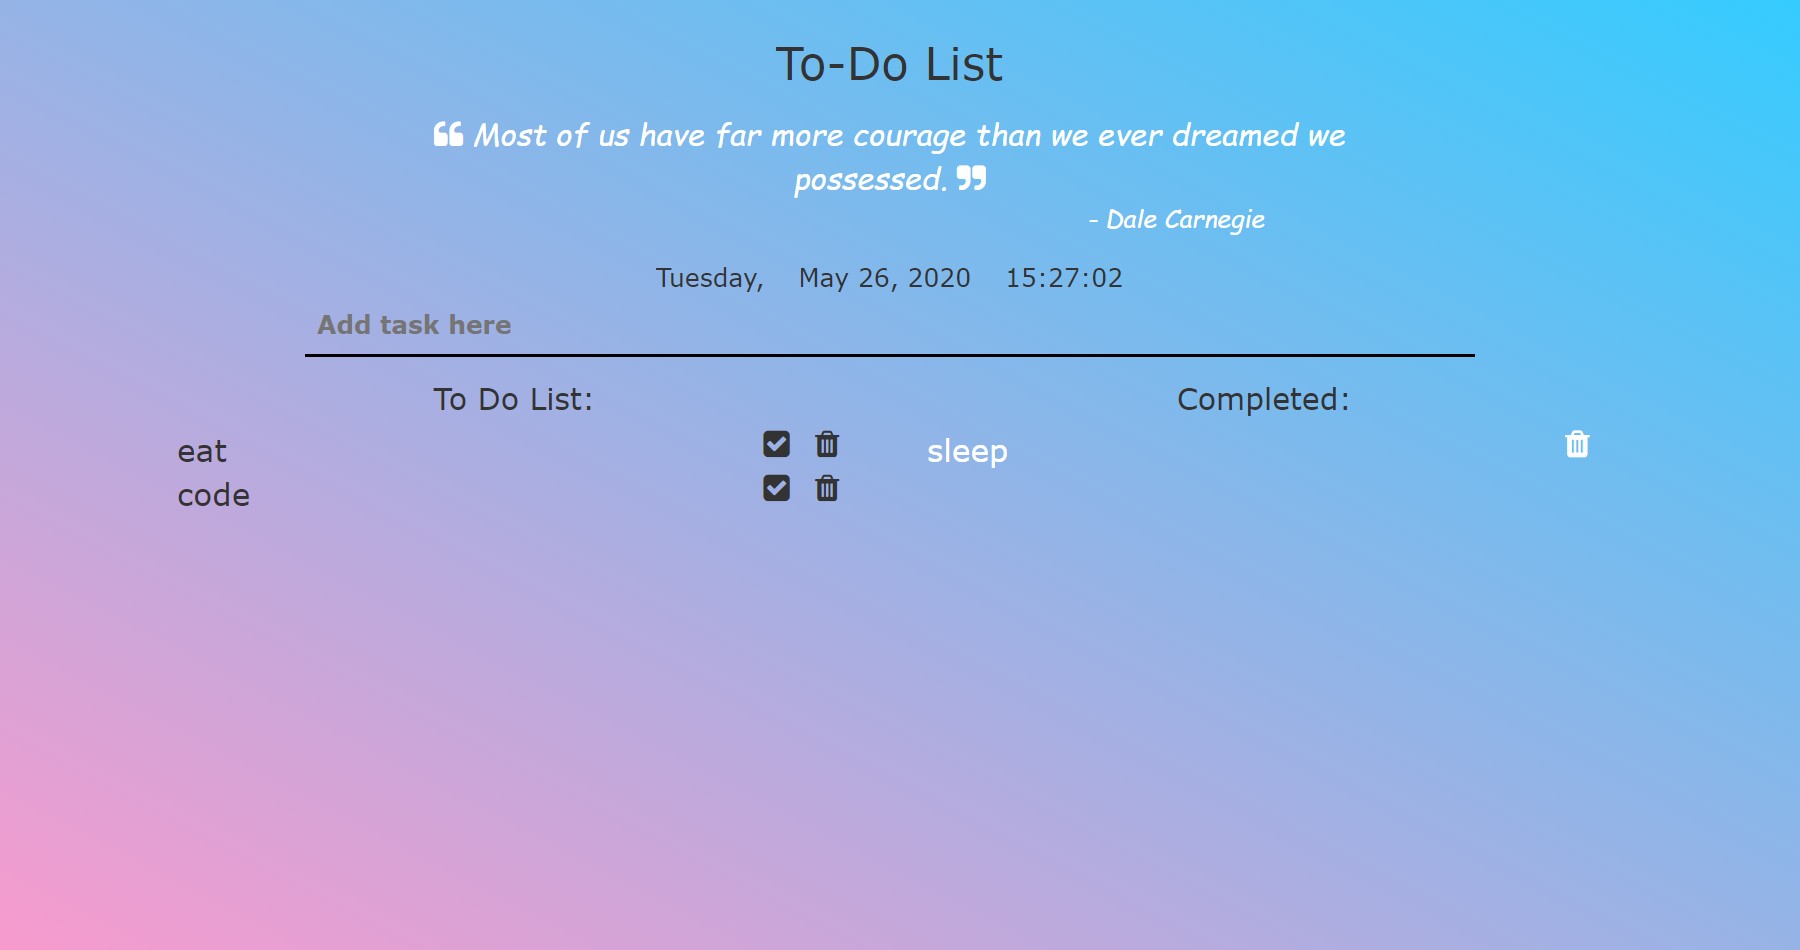 To-Do List
❝ Most of us have far more courage than we ever dreamed we
possessed. ❞
- Dale Carnegie
Tuesday, May 26, 2020 15:27:02
Add task here
To Do List:
eat
code
Completed:
sleep